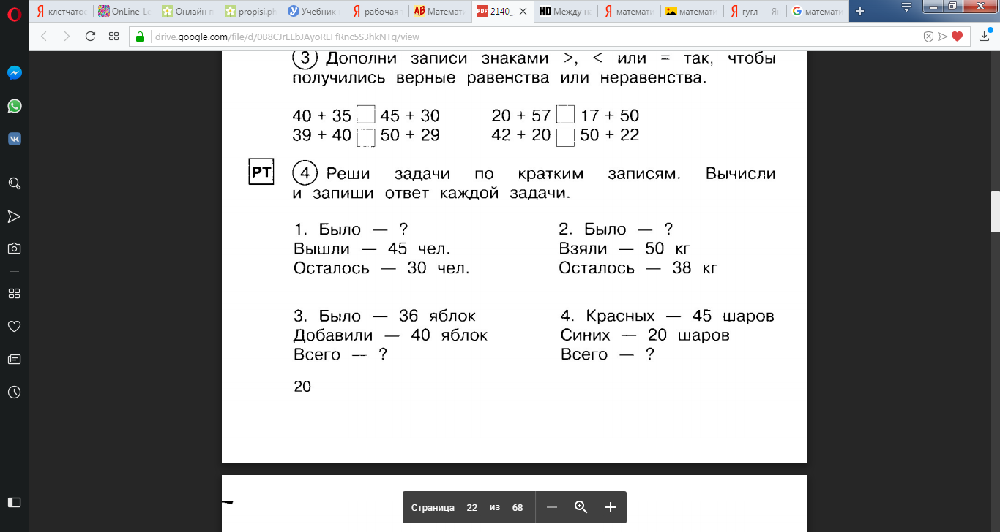 клетчатое
OnLine-Le
Онлайн п
propisi.ph
Учебник
рабочая т
Математи
2140_
Между на
математи
математи
гугл — Ян
математи
drive.google.com/file/d/0B8CJrELbJAyoREFfRnc5S3hkNTg/view
3 Дополни записи знаками >, < или = так, чтобы
получились верные равенства или неравенства.
40 + 35 45 + 30 20 + 57 17 + 50
39 + 40 50 + 29 42 + 20 50 + 22
РТ 4 Реши задачи по кратким записям. Вычисли
и запиши ответ каждой задачи.
1. Было — ?
Вышли — 45 чел.
Осталось — 30 чел.
2. Было — ?
Взяли — 50 кг
Осталось — 38 кг
3. Было — 36 яблок
Добавили — 40 яблок
Всего — ?
4. Красных — 45 шаров
Синих — 20 шаров
Всего — ?
20
Страница 22 из 68